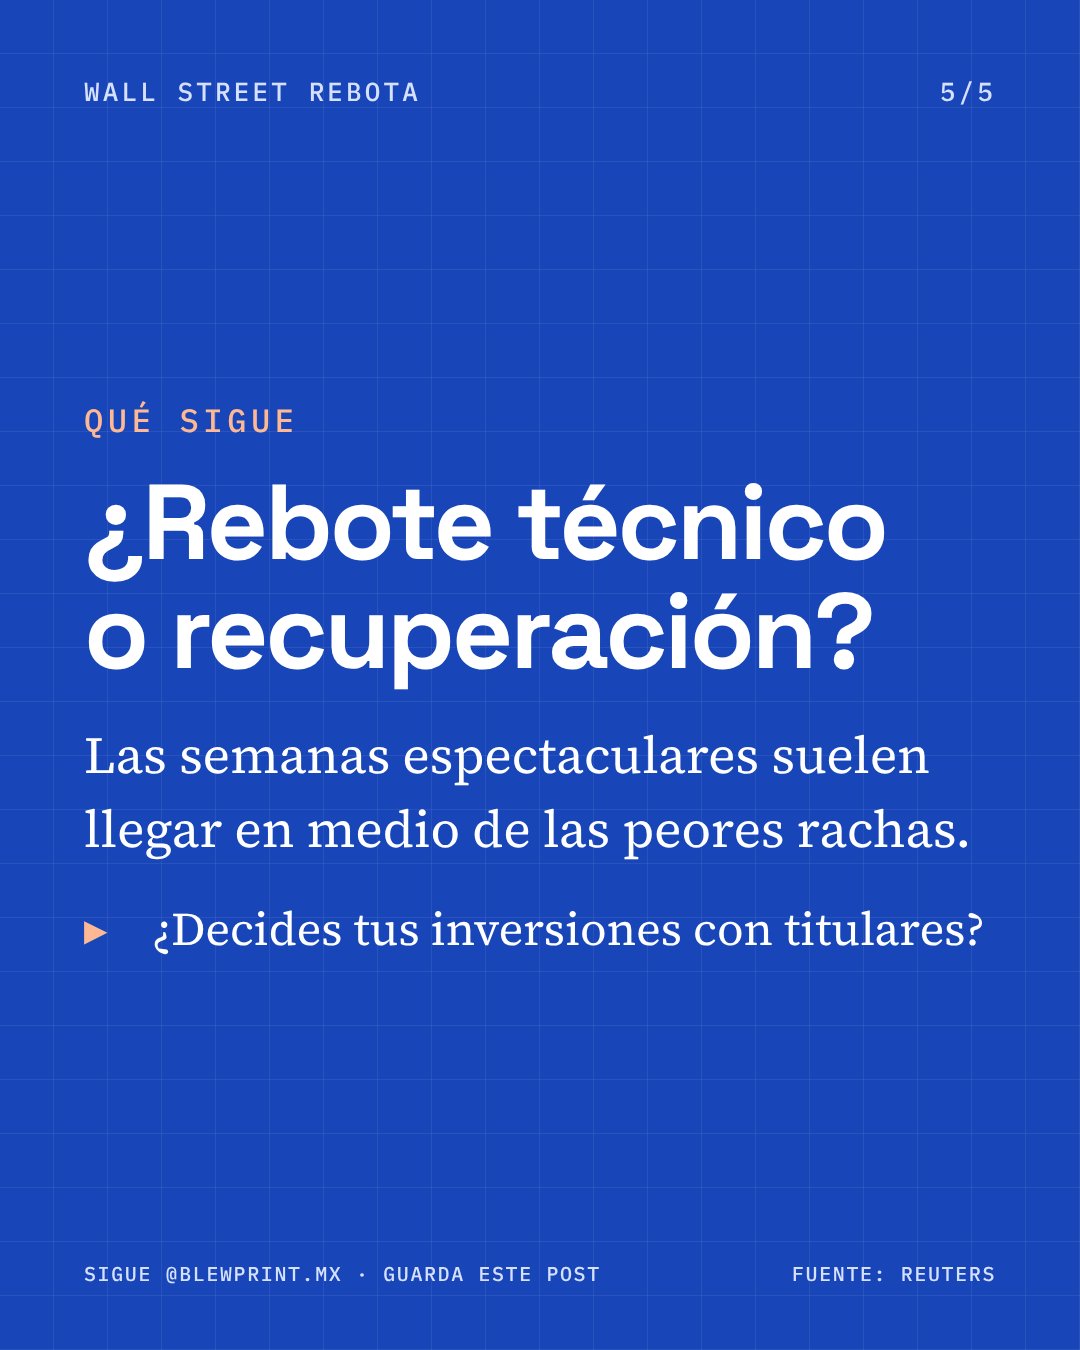 WALL STREET REBOTA
5/5
QUÉ SIGUE
¿Rebote técnico
o recuperación?
Las semanas espectaculares suelen
llegar en medio de las peores rachas.
▶ ¿Decides tus inversiones con titulares?
SIGUE @BLEWPRINT.MX · GUARDA ESTE POST
FUENTE: REUTERS